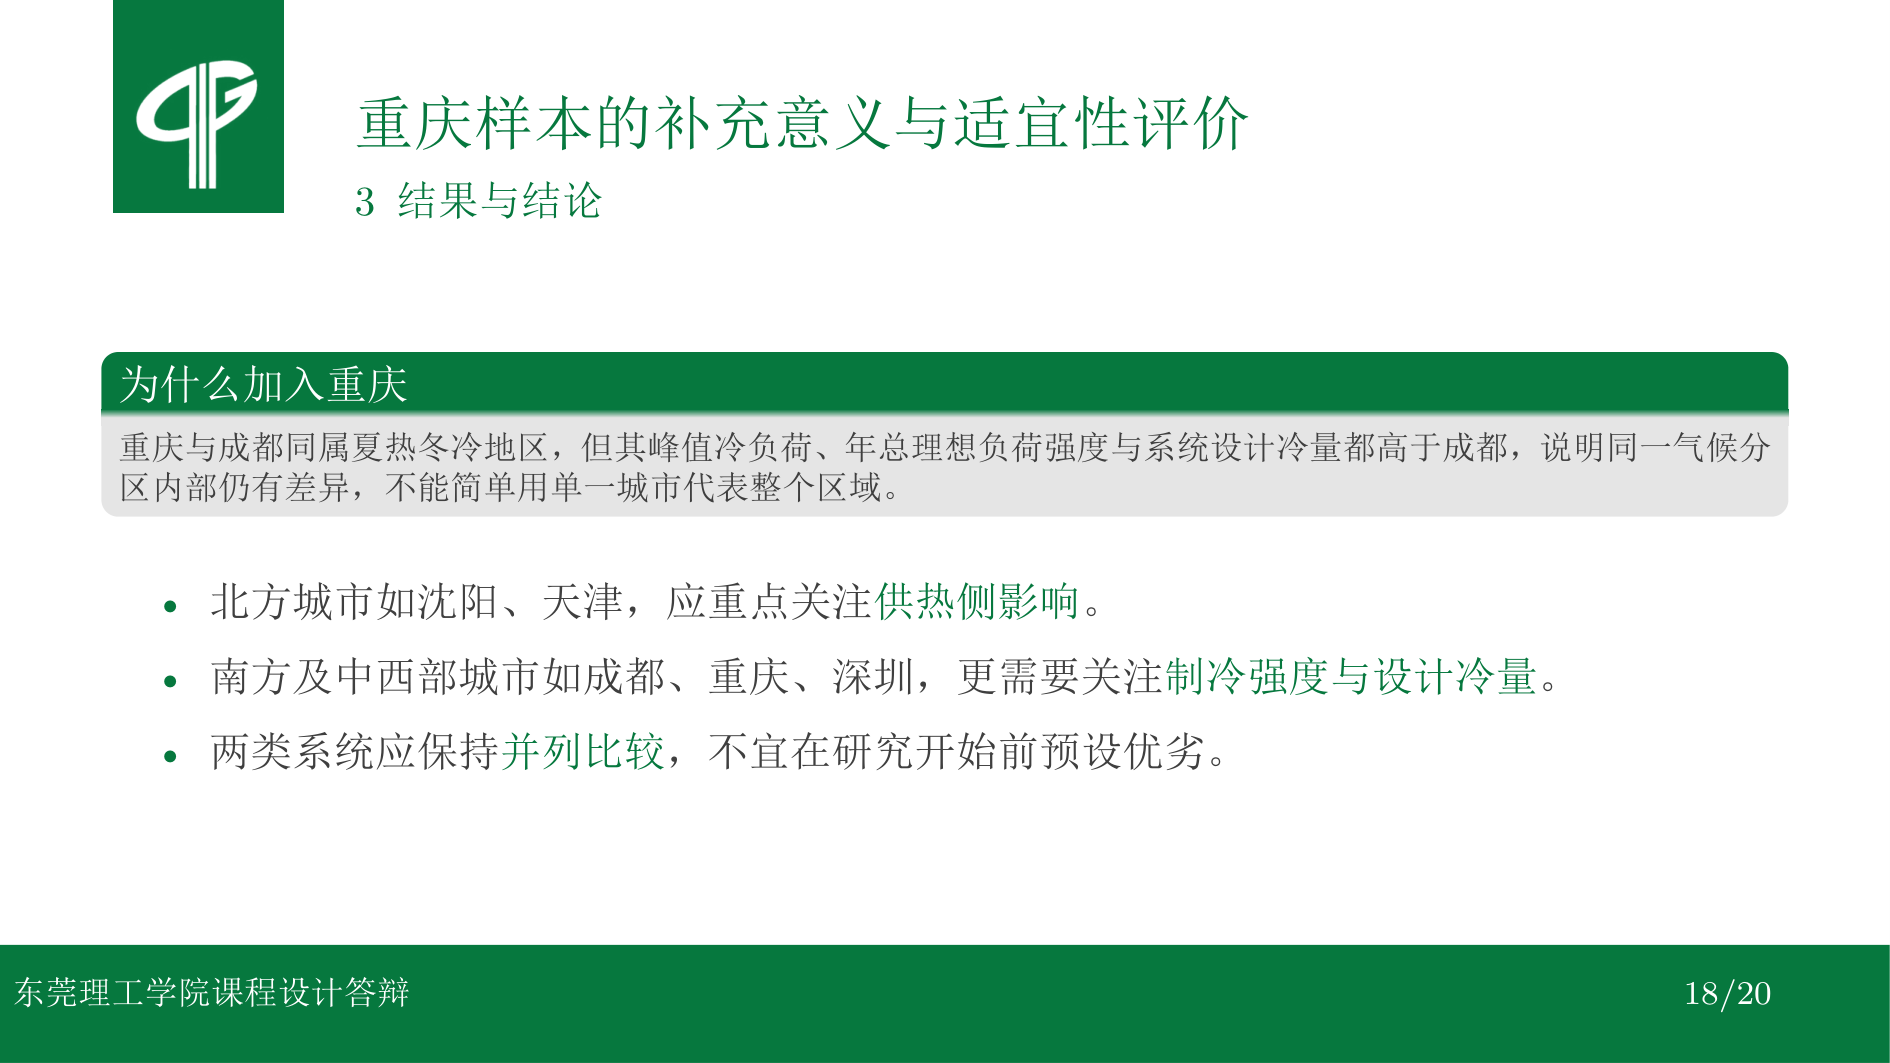 重庆样本的补充意义与适宜性评价
3 结果与结论
为什么加入重庆
重庆与成都同属夏热冬冷地区，但其峰值冷负荷、年总理想负荷强度与系统设计冷量都高于成都，说明同一气候分
区内部仍有差异，不能简单用单一城市代表整个区域。
• 北方城市如沈阳、天津，应重点关注供热侧影响。
• 南方及中西部城市如成都、重庆、深圳，更需要关注制冷强度与设计冷量。
• 两类系统应保持并列比较，不宜在研究开始前预设优劣。
东莞理工学院课程设计答辩
18/20